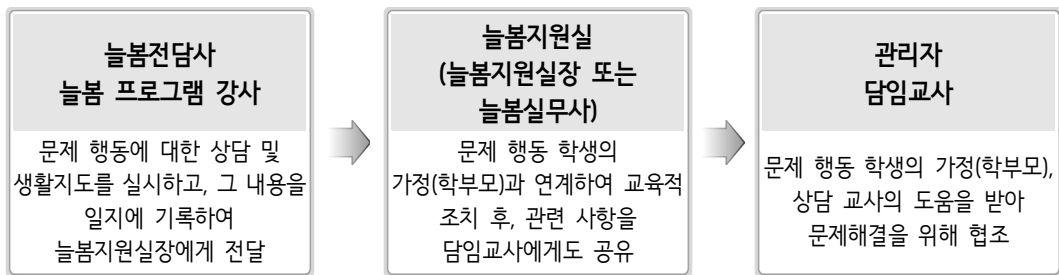 늘봄전담사
늘봄 프로그램 강사
문제 행동에 대한 상담 및
생활지도를 실시하고, 그 내용을
일지에 기록하여
늘봄지원실장에게 전달
늘봄지원실
(늘봄지원실장 또는
늘봄실무사)
문제 행동 학생의
가정(학부모)과 연계하여 교육적
조치 후, 관련 사항을
담임교사에게도 공유
관리자
담임교사
문제 행동 학생의 가정(학부모),
상담 교사의 도움을 받아
문제해결을 위해 협조